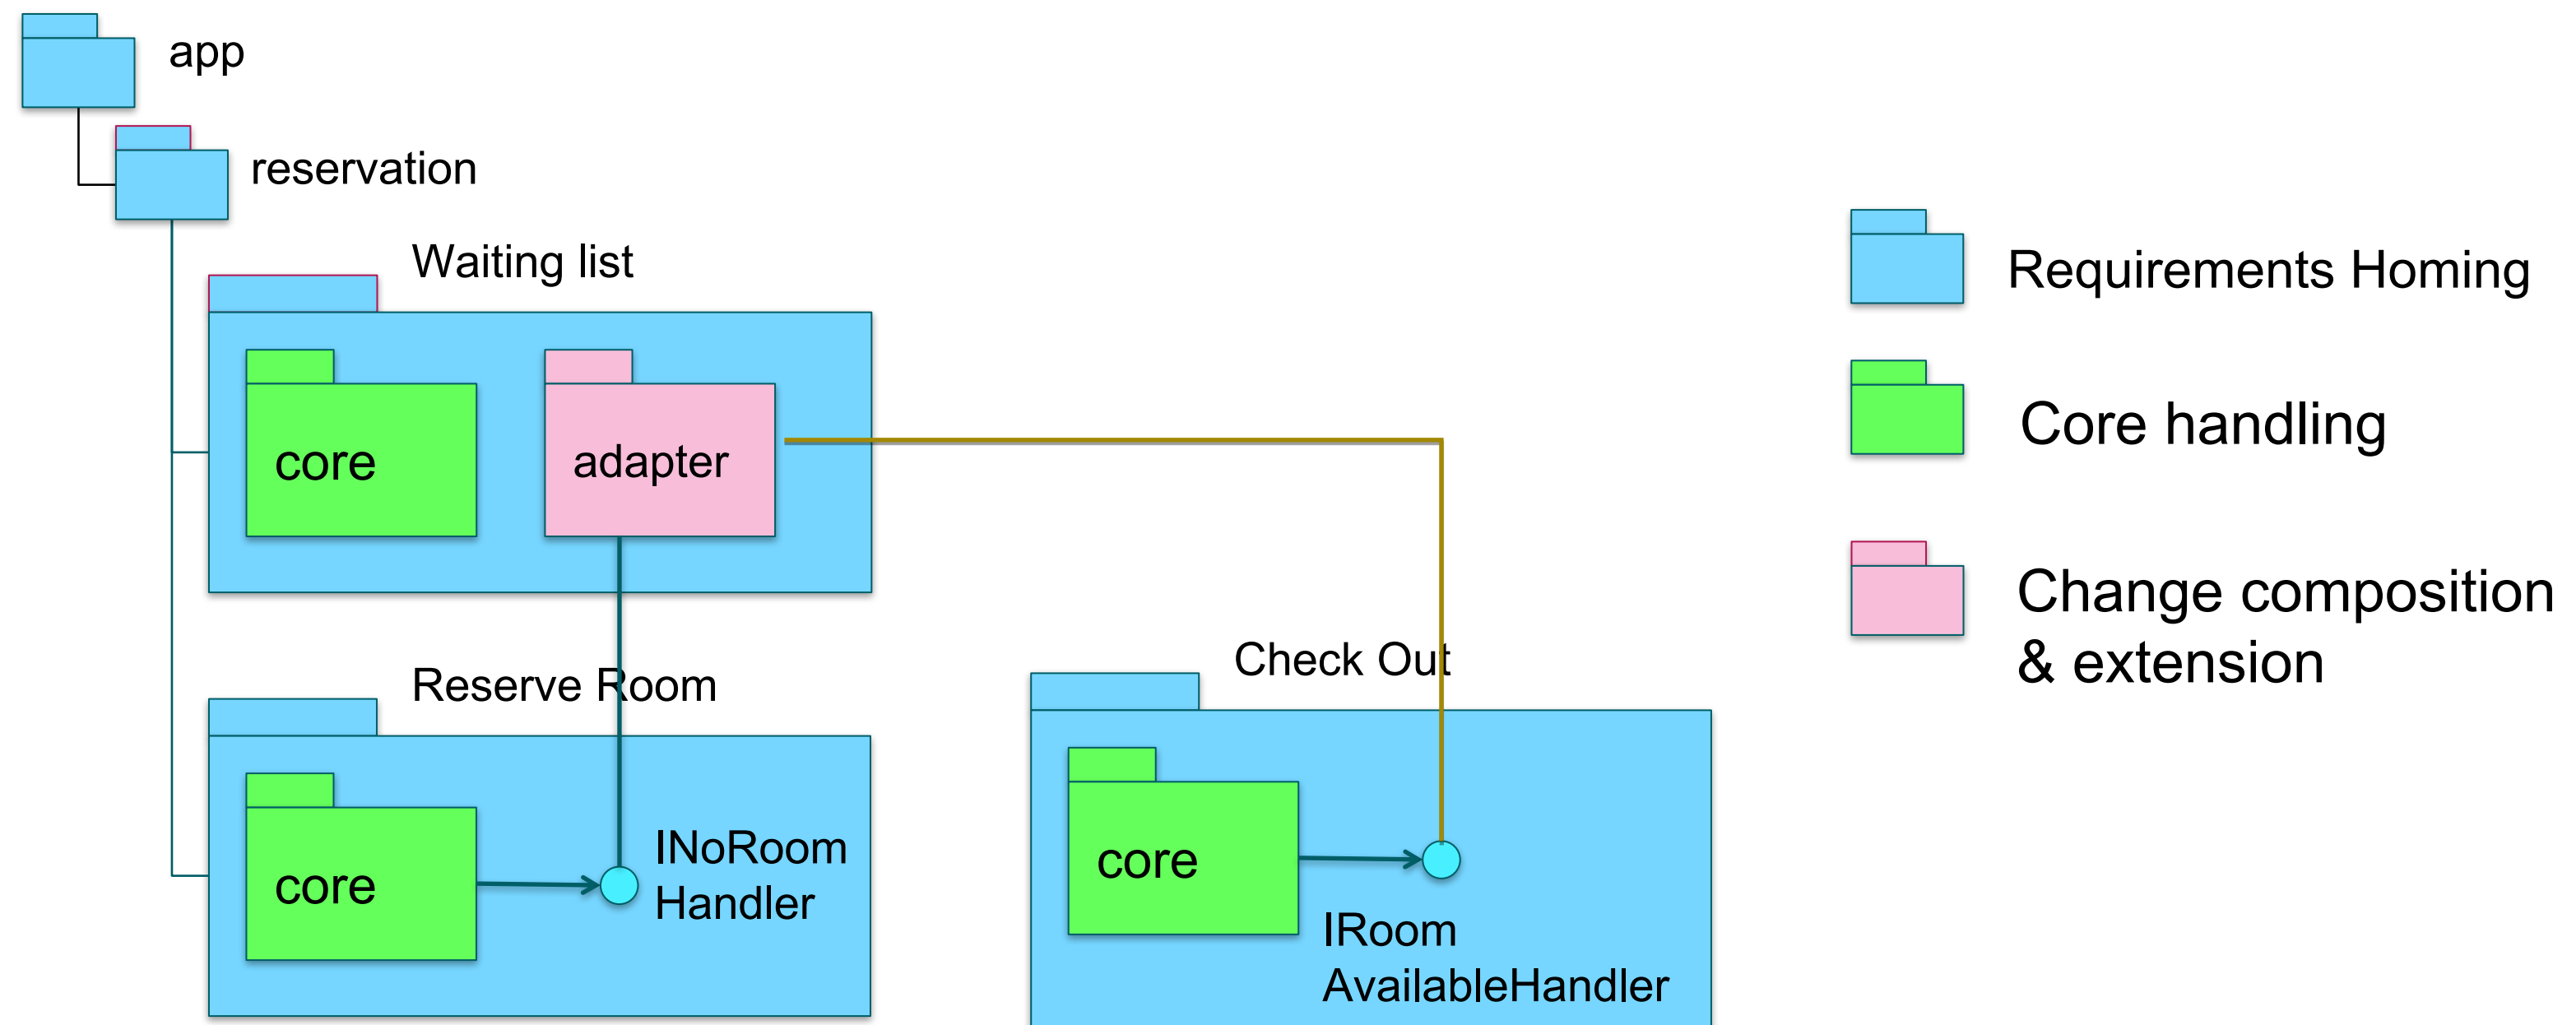 app
reservation
Waiting list
core
adapter
Reserve Room
core
INoRoom
Handler
Check Out
core
IRoom
AvailableHandler
Requirements Homing
Core handling
Change composition
& extension